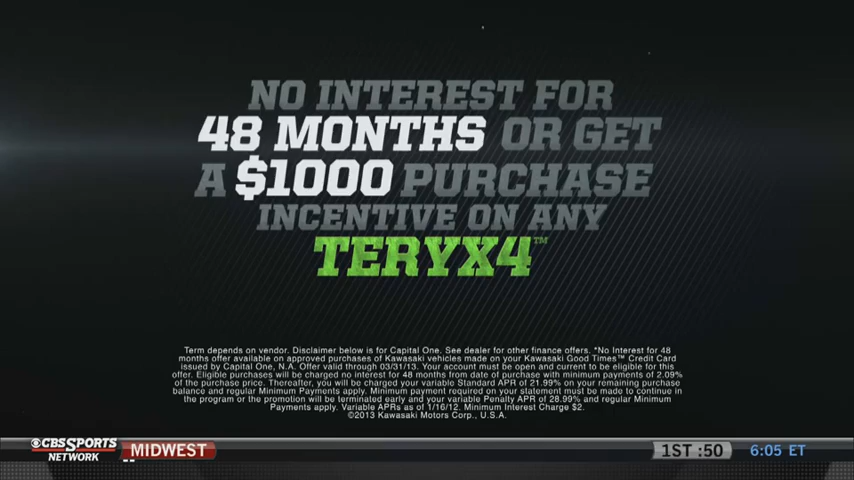 NO INTEREST FOR
48 MONTHS OR GET
A $1000 PURCHASE
INCENTIVE ON ANY
TERYX4™
Term depends on vendor. Disclaimer below is for Capital One. See dealer for other finance offers. *No Interest for 48
months offer available on approved purchases of Kawasaki vehicles made on your Kawasaki Good Times™ Credit Card
issued by Capital One, N.A. Offer valid through 03/31/13. Your account must be open and current to be eligible for this
offer. Eligible purchases will be charged no interest for 48 months from date of purchase with minimum payments of 2.09%
of the purchase price. Thereafter, you will be charged your variable Standard APR of 21.99% on your remaining purchase
balance and regular Minimum Payments apply. Minimum payment required on your statement must be made to continue in
the program or the promotion will be terminated early and your variable Penalty APR of 28.99% and regular Minimum
Payments apply. Variable APRs as of 1/16/12. Minimum Interest Charge $2.
©2013 Kawasaki Motors Corp., U.S.A.
CBS SPORTS
NETWORK
MIDWEST
1ST :50
6:05 ET